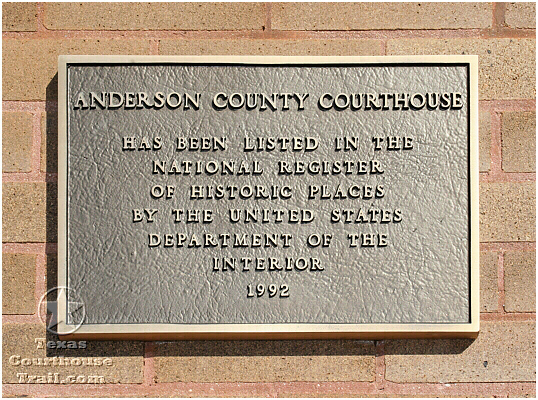 ANDERSON COUNTY COURTHOUSE
HAS BEEN LISTED IN THE
NATIONAL REGISTER
OF HISTORIC PLACES
BY THE UNITED STATES
DEPARTMENT OF THE
INTERIOR
1992
Texas
Courthouse
Trail.com